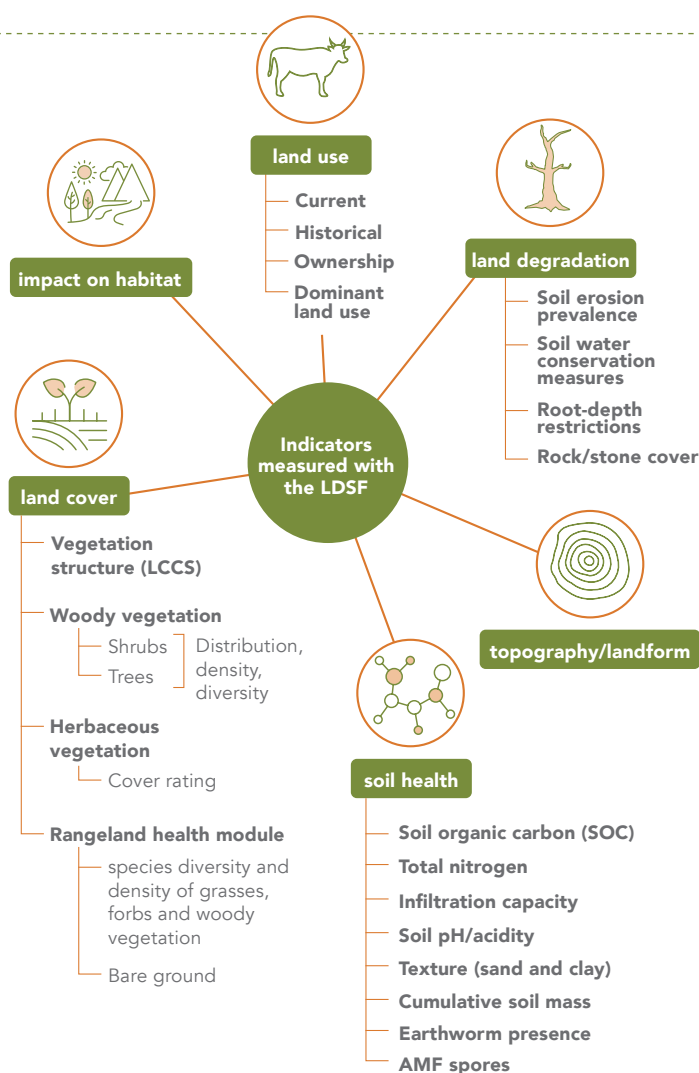 land use
Current
Historical
Ownership
Dominant
land use
impact on habitat
land degradation
Soil erosion
prevalence
Soil water
conservation
measures
Root-depth
restrictions
Rock/stone cover
Indicators
measured with
the LDSF
land cover
Vegetation
structure (LCCS)
Woody vegetation
Shrubs
Trees
Distribution,
density,
diversity
Herbaceous
vegetation
Cover rating
Rangeland health module
species diversity and
density of grasses,
forbs and woody
vegetation
Bare ground
topography/landform
soil health
Soil organic carbon (SOC)
Total nitrogen
Infiltration capacity
Soil pH/acidity
Texture (sand and clay)
Cumulative soil mass
Earthworm presence
AMF spores